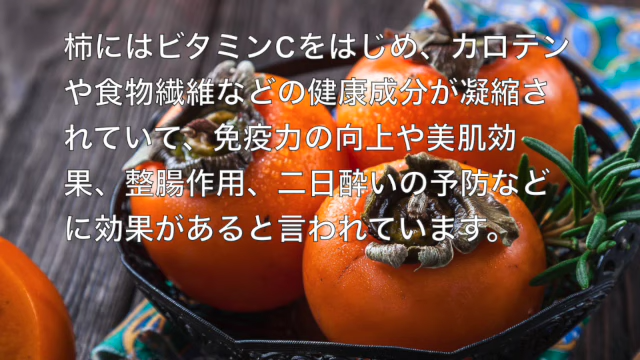 柿にはビタミンCをはじめ、カロテン
や食物繊維などの健康成分が凝縮さ
れていて、免疫力の向上や美肌効
果、整腸作用、二日酔いの予防など
に効果があると言われています。